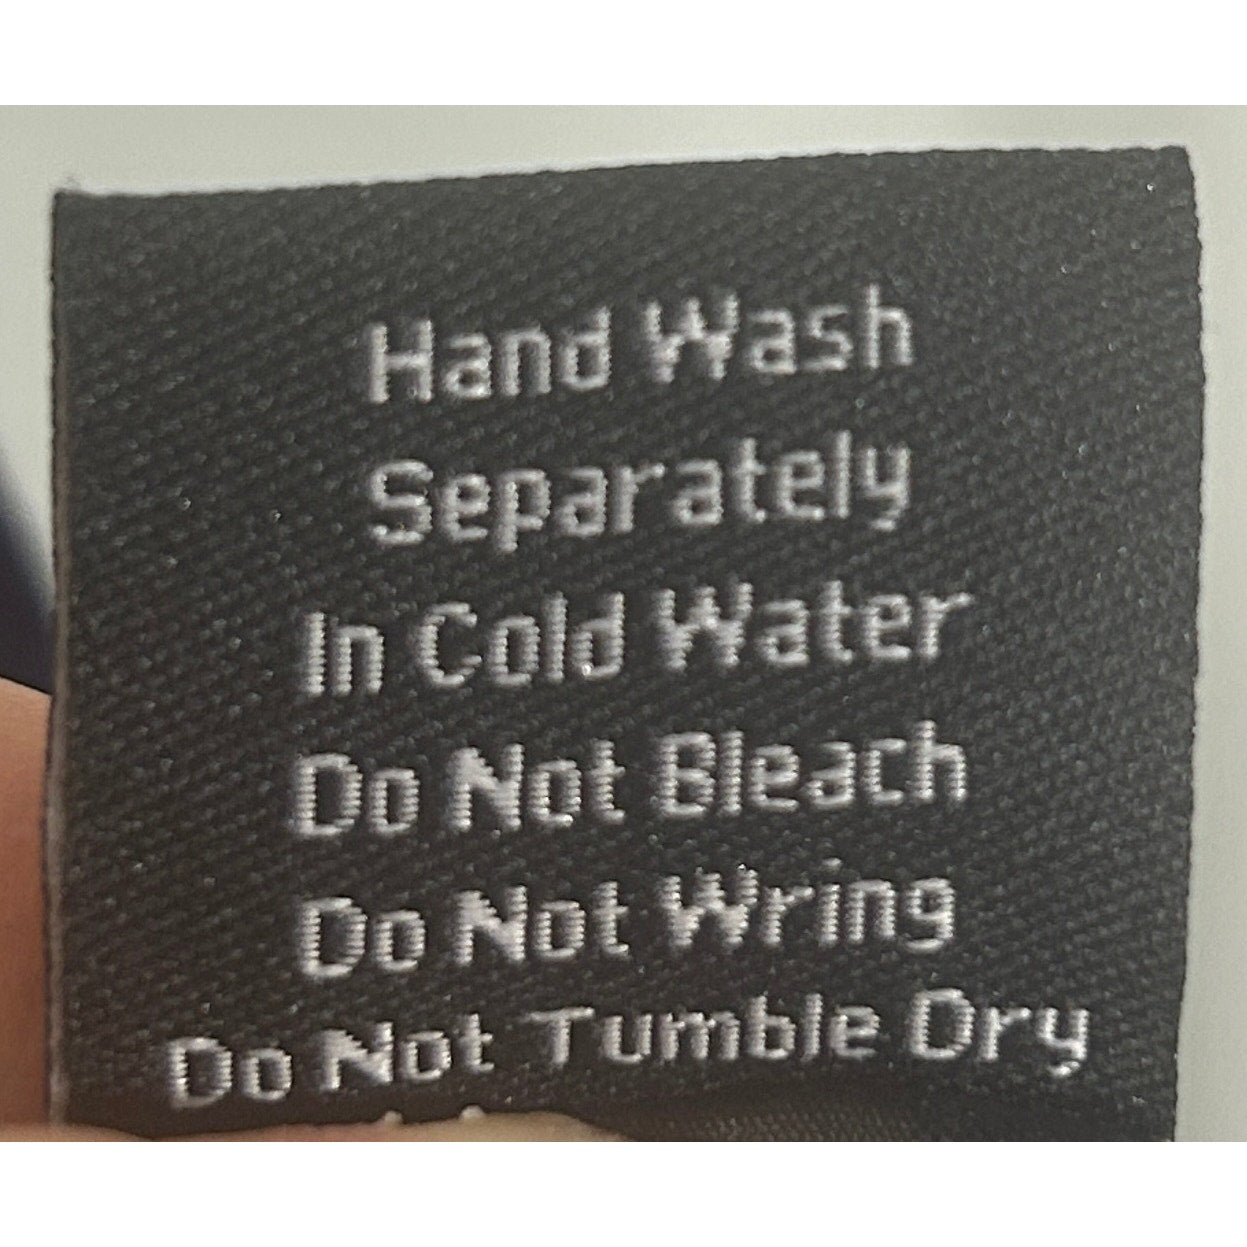 Hand Wash
Separately
In Cold Water
Do Not Bleach
Do Not Wring
Do Not Tumble Dry